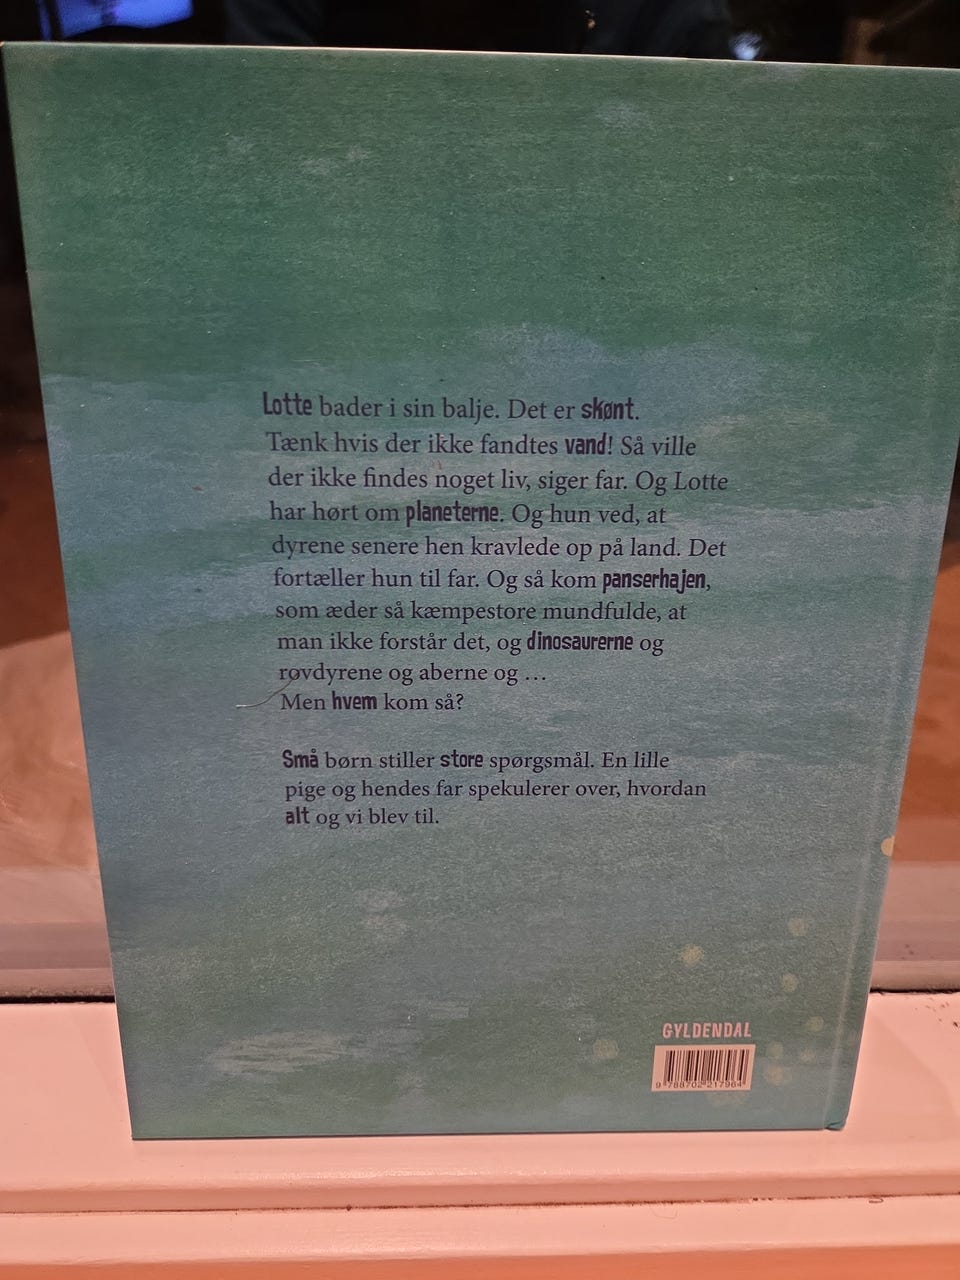 Lotte bader i sin balje. Det er skønt.
Tænk hvis der ikke fandtes vand! Så ville
der ikke findes noget liv, siger far. Og Lotte
har hørt om planeterne. Og hun ved, at
dyrene senere hen kravlede op på land. Det
fortæller hun til far. Og så kom panserhajen,
som æder så kæmpestore mundfulde, at
man ikke forstår det, og dinosaurerne og
rovdyrene og aberne og …
Men hvem kom så?
Små børn stiller store spørgsmål. En lille
pige og hendes far spekulerer over, hvordan
alt og vi blev til.
GYLDENDAL
9 788702 217964